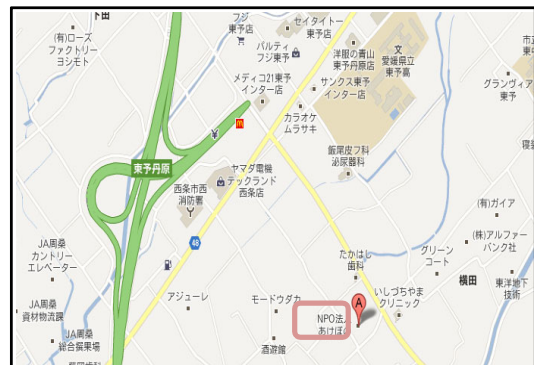 下田
(有)ローズ
ファクトリー
ヨシモト
フジ
東予店
セイタイトー
東予店
パルティ
フジ東予
洋服の青山
東予丹原店
文
愛媛県立
東予高
メディコ21東予
インター店
サンクス東予
インター店
グランヴィア
東予
カラオケ
ムラサキ
m
¥
飯尾皮フ科
泌尿器科
東予丹原
ヤマダ電機
テックランド
西条店
西条市西
消防署
48
(有)ガイア
(株)アルファー
バンク社
グリーン
コート
横田
東洋地下
技術
たかはし
歯科
いしづちやま
クリニック
JA周桑
カントリー
エレベーター
JA周桑
資材物流課
JA周桑
総合撰果場
アジューレ
モードウダカ
A
NPO法人
あけぼの
酒遊館